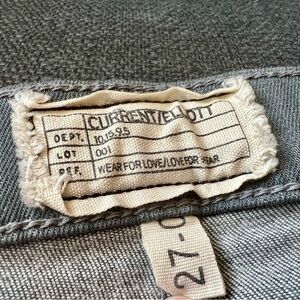 CURRENT/ELLIOTT
DEPT. 10.15.95
LOT 001
REF. WEAR FOR LOVE/LOVE FOR WEAR
27-0